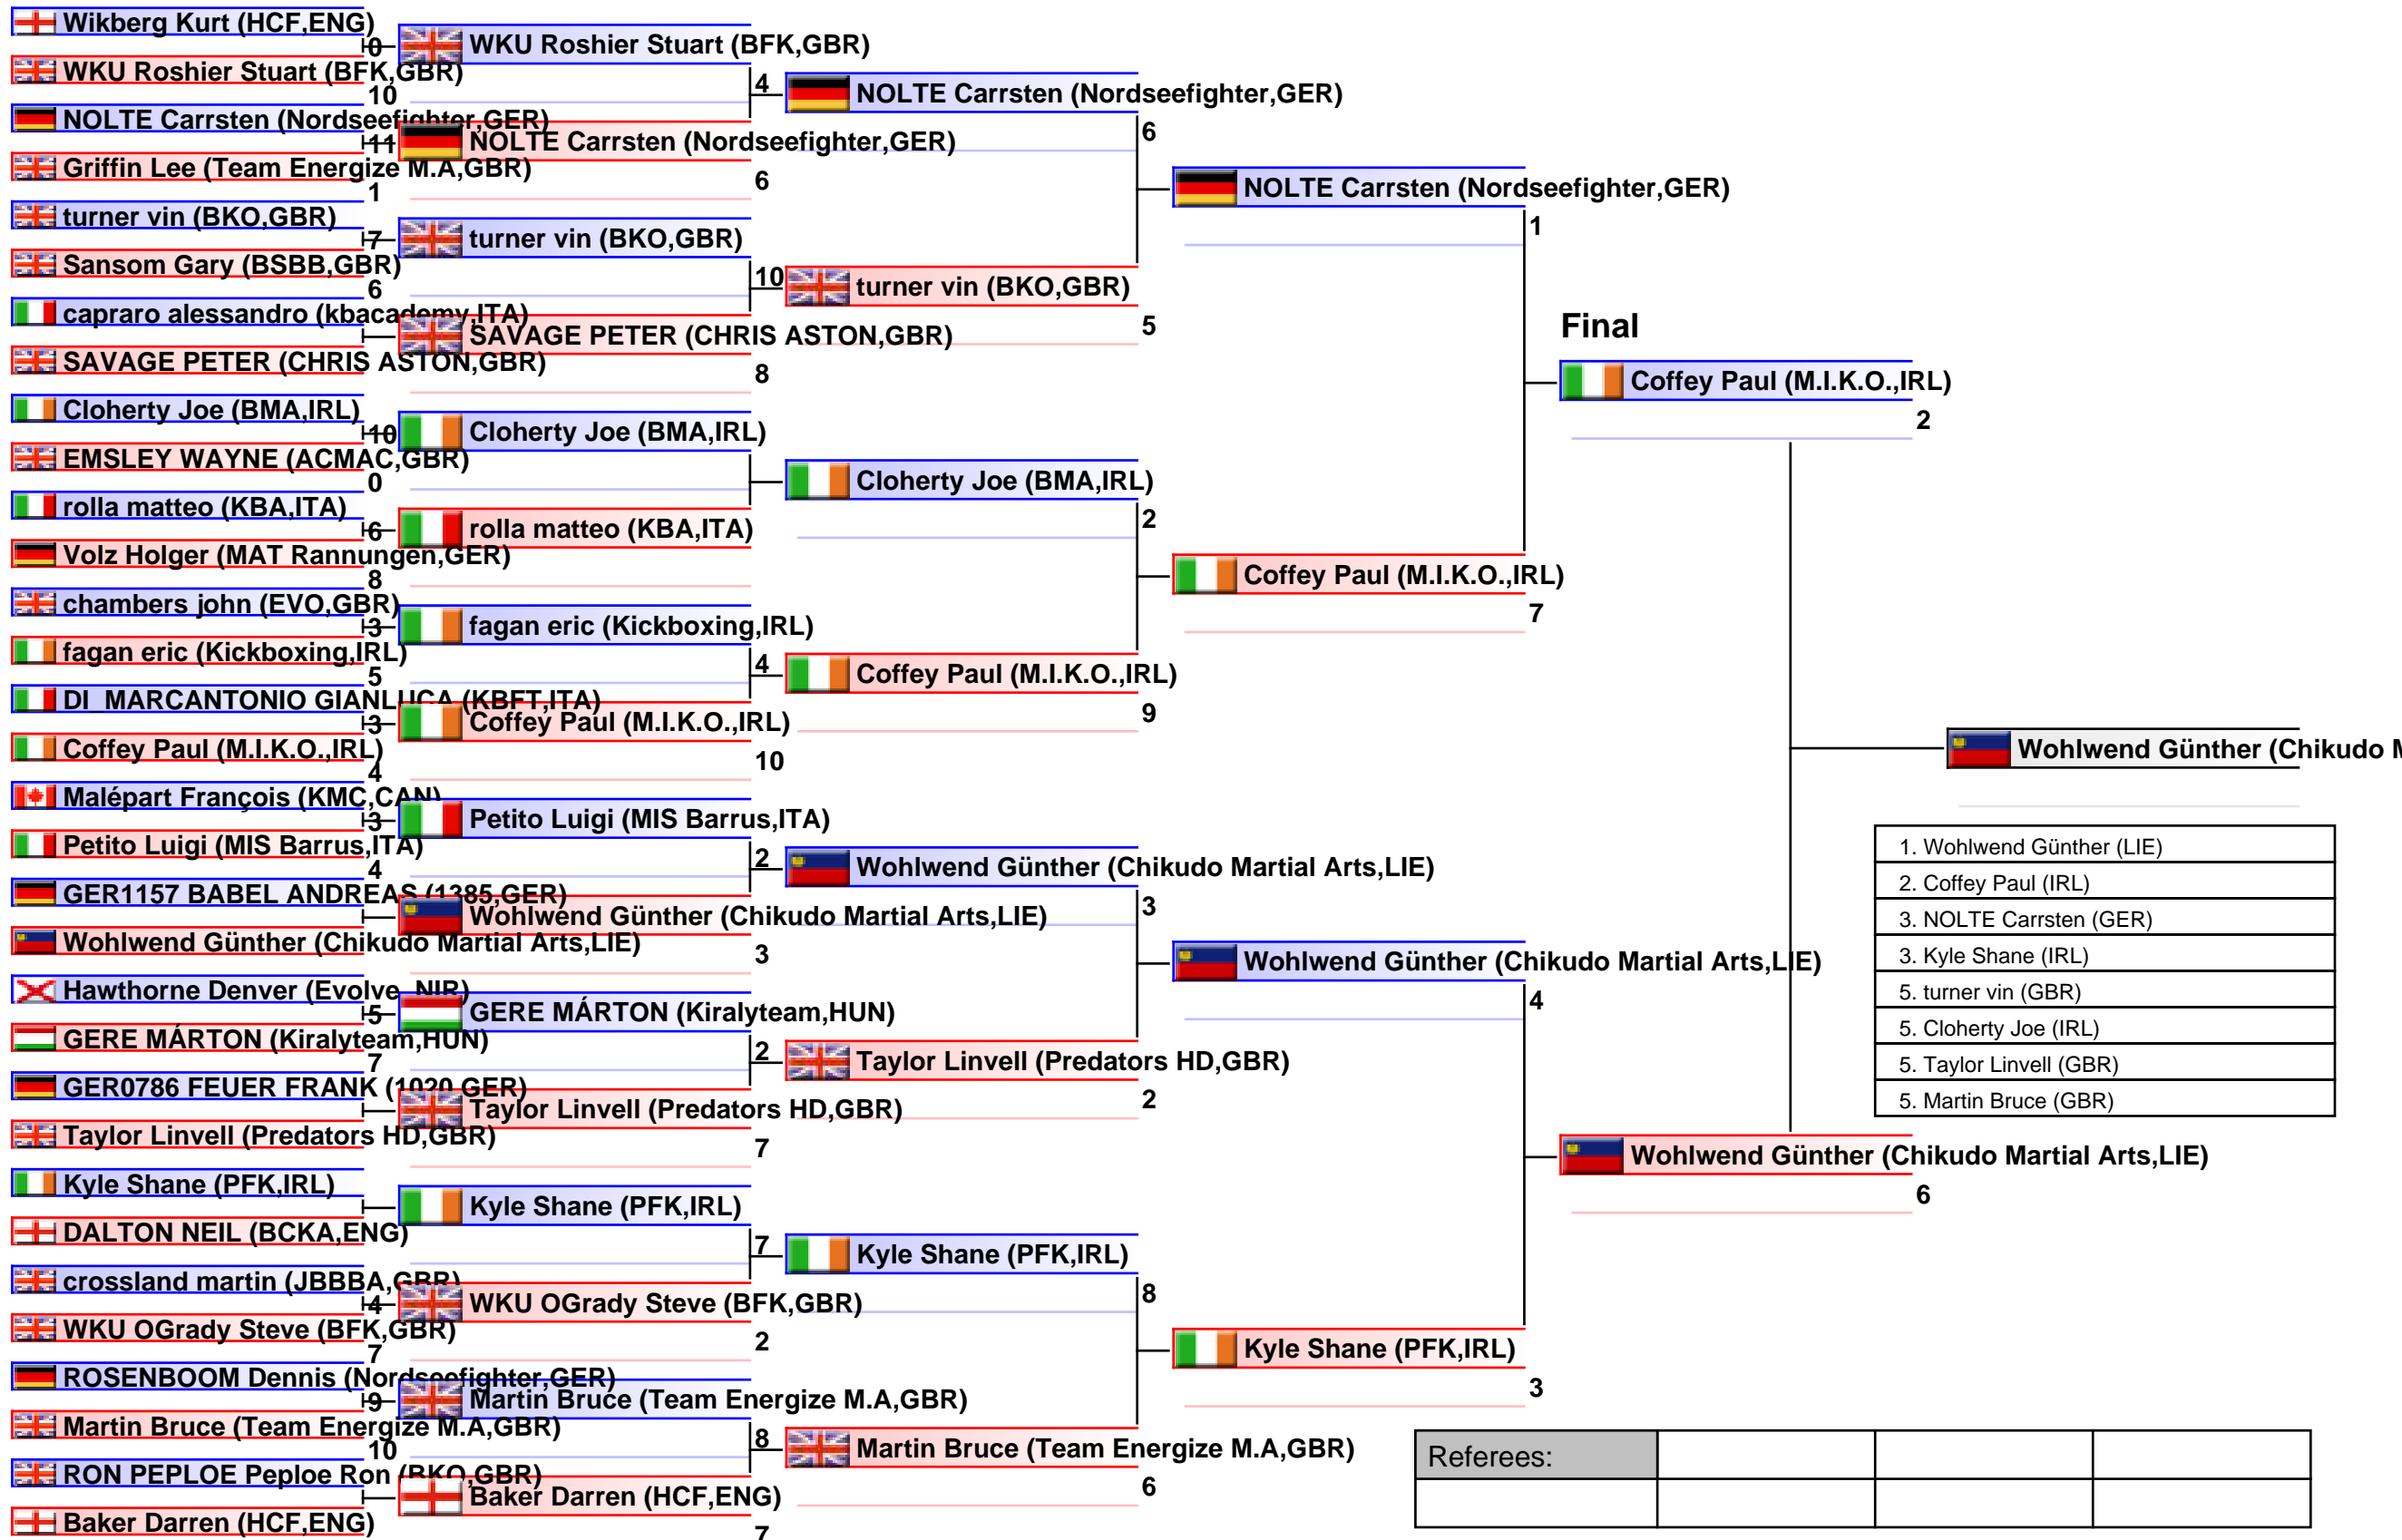 Wikberg Kurt (HCF,ENG)
0
WKU Roshier Stuart (BFK,GBR)
10
NOLTE Carrsten (Nordseefighter,GER)
11
Griffin Lee (Team Energize M.A,GBR)
1
turner vin (BKO,GBR)
7
Sansom Gary (BSBB,GBR)
6
capraro alessandro (kbacademy,ITA)
SAVAGE PETER (CHRIS ASTON,GBR)
Cloherty Joe (BMA,IRL)
10
EMSLEY WAYNE (ACMAC,GBR)
0
rolla matteo (KBA,ITA)
6
Volz Holger (MAT Rannungen,GER)
8
chambers john (EVO,GBR)
3
fagan eric (Kickboxing,IRL)
5
DI_MARCANTONIO GIANLUCA (KBFT,ITA)
3
Coffey Paul (M.I.K.O.,IRL)
4
Malépart François (KMC,CAN)
3
Petito Luigi (MIS Barrus,ITA)
4
GER1157 BABEL ANDREAS (1385,GER)
Wohlwend Günther (Chikudo Martial Arts,LIE)
Hawthorne Denver (Evolve,NIR)
5
GERE MÁRTON (Kiralyteam,HUN)
7
GER0786 FEUER FRANK (1020,GER)
Taylor Linvell (Predators HD,GBR)
Kyle Shane (PFK,IRL)
DALTON NEIL (BCKA,ENG)
crossland martin (JBBBA,GBR)
4
WKU OGrady Steve (BFK,GBR)
7
ROSENBOOM Dennis (Nordseefighter,GER)
9
Martin Bruce (Team Energize M.A,GBR)
10
RON PEPLOE Peploe Ron (BKO,GBR)
Baker Darren (HCF,ENG)
WKU Roshier Stuart (BFK,GBR)
4
NOLTE Carrsten (Nordseefighter,GER)
6
turner vin (BKO,GBR)
10
SAVAGE PETER (CHRIS ASTON,GBR)
8
Cloherty Joe (BMA,IRL)
rolla matteo (KBA,ITA)
fagan eric (Kickboxing,IRL)
4
Coffey Paul (M.I.K.O.,IRL)
10
Petito Luigi (MIS Barrus,ITA)
2
Wohlwend Günther (Chikudo Martial Arts,LIE)
3
GERE MÁRTON (Kiralyteam,HUN)
2
Taylor Linvell (Predators HD,GBR)
7
Kyle Shane (PFK,IRL)
7
WKU OGrady Steve (BFK,GBR)
2
Martin Bruce (Team Energize M.A,GBR)
8
Baker Darren (HCF,ENG)
7
NOLTE Carrsten (Nordseefighter,GER)
6
turner vin (BKO,GBR)
5
Cloherty Joe (BMA,IRL)
2
Coffey Paul (M.I.K.O.,IRL)
9
Wohlwend Günther (Chikudo Martial Arts,LIE)
3
Taylor Linvell (Predators HD,GBR)
2
Kyle Shane (PFK,IRL)
8
Martin Bruce (Team Energize M.A,GBR)
6
NOLTE Carrsten (Nordseefighter,GER)
1
Coffey Paul (M.I.K.O.,IRL)
7
Wohlwend Günther (Chikudo Martial Arts,LIE)
4
Kyle Shane (PFK,IRL)
3
Final
Coffey Paul (M.I.K.O.,IRL)
2
Wohlwend Günther (Chikudo Martial Arts,LIE)
6
Wohlwend Günther (Chikudo
1. Wohlwend Günther (LIE)
2. Coffey Paul (IRL)
3. NOLTE Carrsten (GER)
3. Kyle Shane (IRL)
5. turner vin (GBR)
5. Cloherty Joe (IRL)
5. Taylor Linvell (GBR)
5. Martin Bruce (GBR)
Referees: